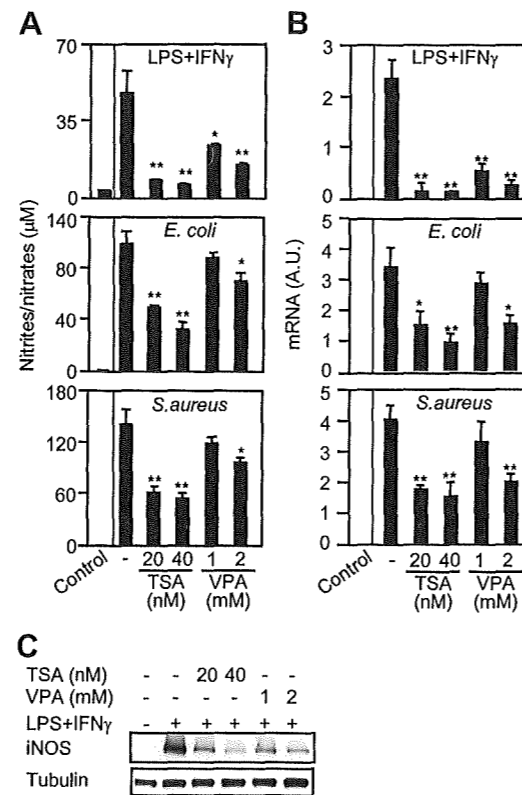 A
B
LPS+IFNγ
70
35
0
E. coli
140
80
40
0
S.aureus
180
120
60
0
Nitrites/nitrates (μM)
** ** * **
** ** *
** ** *
Control - 20 40 1 2
TSA VPA
(nM) (mM)
LPS+IFNγ
3
2
1
0
E. coli
5
4
3
2
1
0
S.aureus
5
4
3
2
1
0
mRNA (A.U.)
** ** ** **
* ** *
** ** **
Control - 20 40 1 2
TSA VPA
(nM) (mM)
C
TSA (nM) - - 20 40 - -
VPA (mM) - - - - 1 2
LPS+IFNγ - + + + + +
iNOS
Tubulin